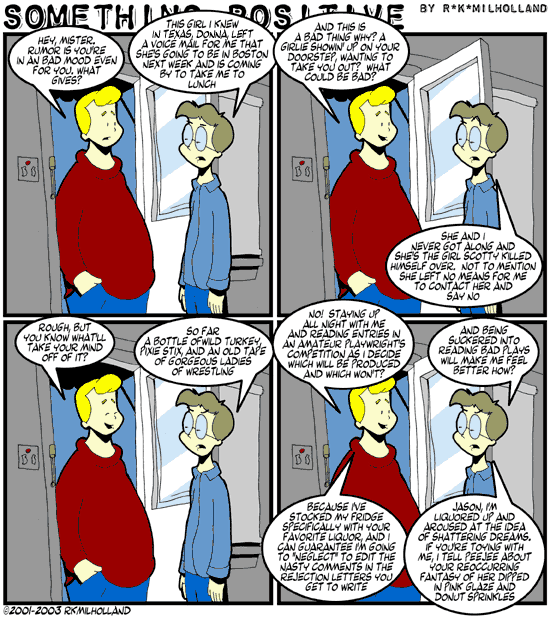 SOMETHING POSITIVE BY R*K*MILHOLLAND
HEY, MISTER.
RUMOR IS YOU'RE
IN AN BAD MOOD EVEN
FOR YOU. WHAT
GIVES?
THIS GIRL I KNEW
IN TEXAS, DONNA, LEFT
A VOICE MAIL FOR ME THAT
SHE'S GOING TO BE IN BOSTON
NEXT WEEK AND IS COMING
BY TO TAKE ME TO
LUNCH
AND THIS IS
A BAD THING WHY? A
GIRLIE SHOWIN' UP ON YOUR
DOORSTEP, WANTING TO
TAKE YOU OUT? WHAT
COULD BE BAD?
SHE AND I
NEVER GOT ALONG AND
SHE'S THE GIRL SCOTTY KILLED
HIMSELF OVER. NOT TO MENTION
SHE LEFT NO MEANS FOR ME
TO CONTACT HER AND
SAY NO
ROUGH, BUT
YOU KNOW WHAT'LL
TAKE YOUR MIND
OFF OF IT?
SO FAR
A BOTTLE OF WILD TURKEY,
PIXIE STIX, AND AN OLD TAPE
OF GORGEOUS LADIES
OF WRESTLING
NO! STAYING UP
ALL NIGHT WITH ME
AND READING ENTRIES IN
AN AMATEUR PLAYWRIGHT'S
COMPETITION AS I DECIDE
WHICH WILL BE PRODUCED
AND WHICH WON'T?
AND BEING
SUCKERED INTO
READING BAD PLAYS
WILL MAKE ME FEEL
BETTER HOW?
BECAUSE I'VE
STOCKED MY FRIDGE
SPECIFICALLY WITH YOUR
FAVORITE LIQUOR, AND I
CAN GUARANTEE I'M GOING
TO "NEGLECT" TO EDIT THE
NASTY COMMENTS IN THE
REJECTION LETTERS YOU
GET TO WRITE
JASON, I'M
LIQUORED UP AND
AROUSED AT THE IDEA
OF SHATTERING DREAMS.
IF YOU'RE TOYING WITH
ME, I TELL PEEJEE ABOUT
YOUR REOCCURRING
FANTASY OF HER DIPPED
IN PINK GLAZE AND
DONUT SPRINKLES
©2001-2003 RKMILHOLLAND